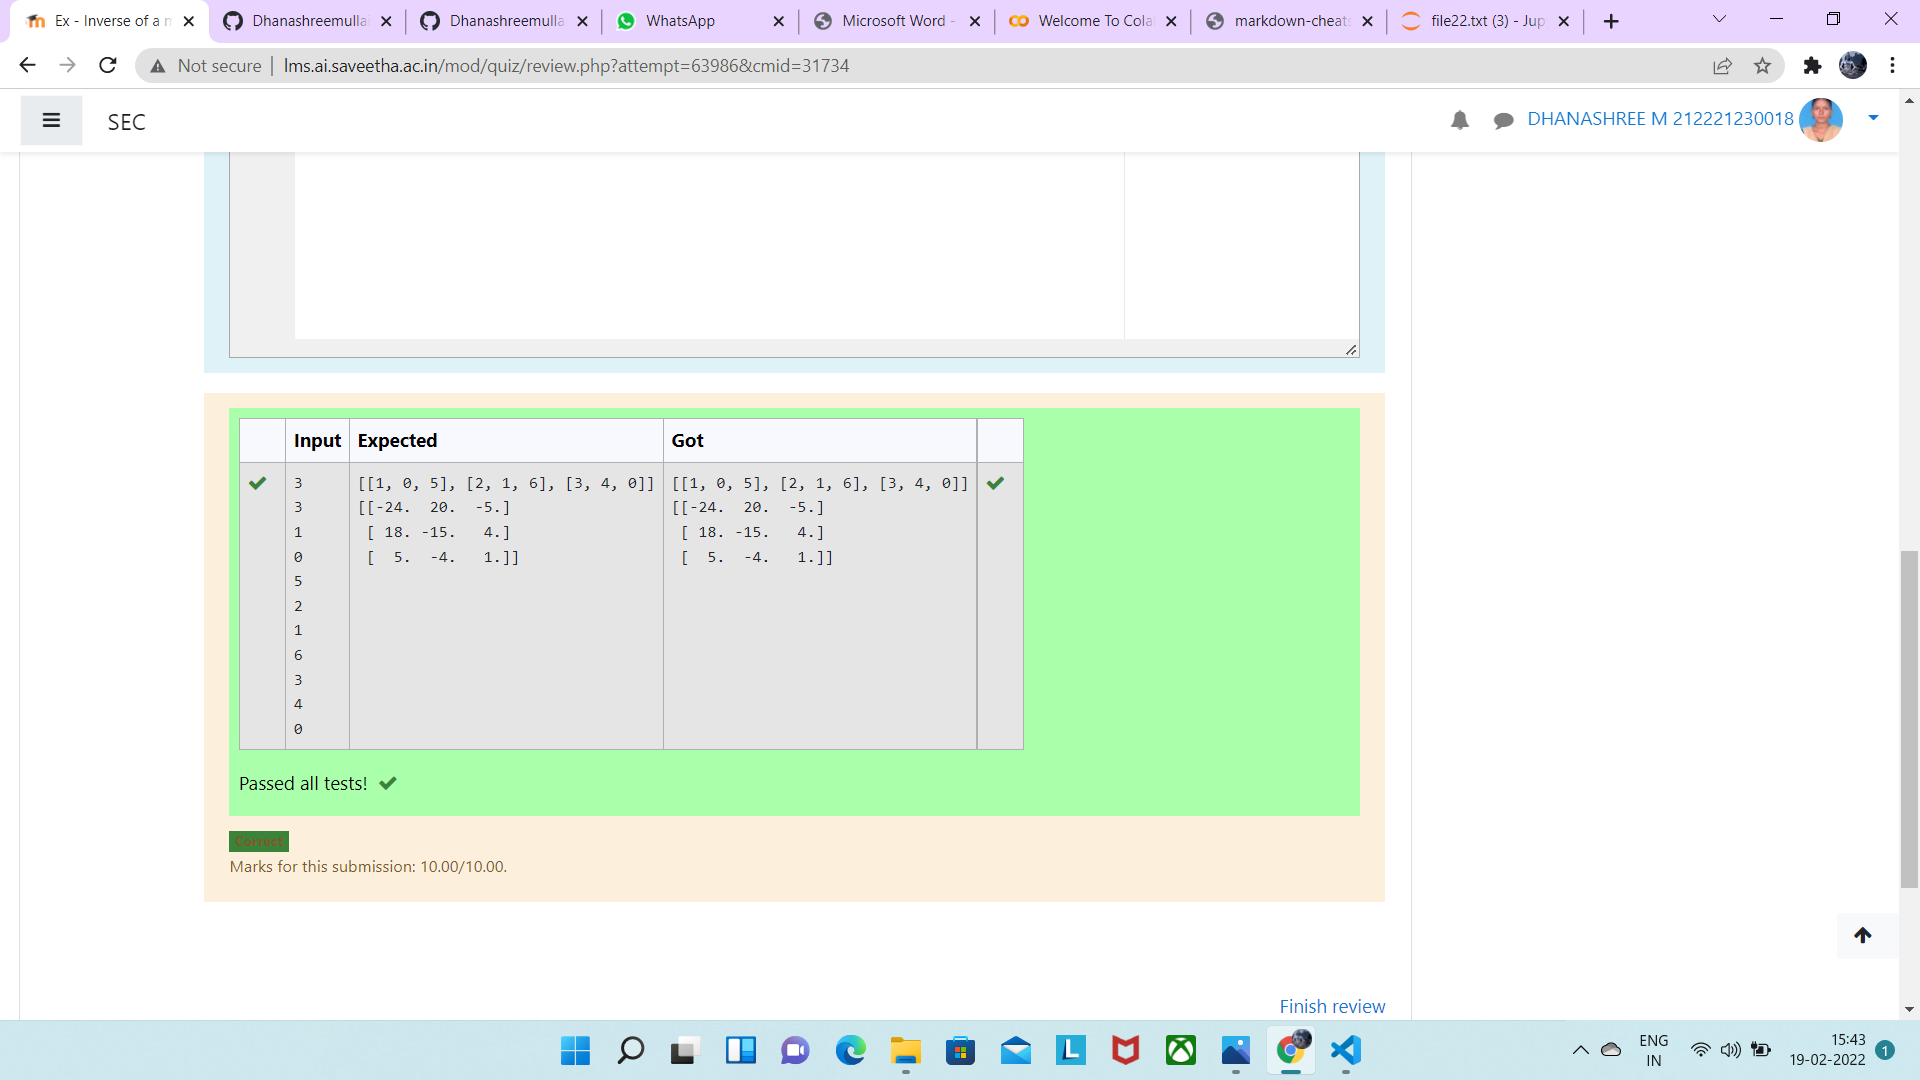 Ex - Inverse of a m
Dhanashreemulla
Dhanashreemulla
WhatsApp
Microsoft Word -
Welcome To Cola
markdown-cheats
file22.txt (3) - Jup
Not secure | lms.ai.saveetha.ac.in/mod/quiz/review.php?attempt=63986&cmid=31734
SEC
DHANASHREE M 212221230018
Input Expected Got
3 [[1, 0, 5], [2, 1, 6], [3, 4, 0]] [[1, 0, 5], [2, 1, 6], [3, 4, 0]]
3 [[-24.  20.  -5.] [[-24.  20.  -5.]
1 [ 18. -15.   4.] [ 18. -15.   4.]
0 [  5.  -4.   1.]] [  5.  -4.   1.]]
5
2
1
6
3
4
0
Passed all tests!
Correct
Marks for this submission: 10.00/10.00.
Finish review
ENG
IN
15:43
19-02-2022
1